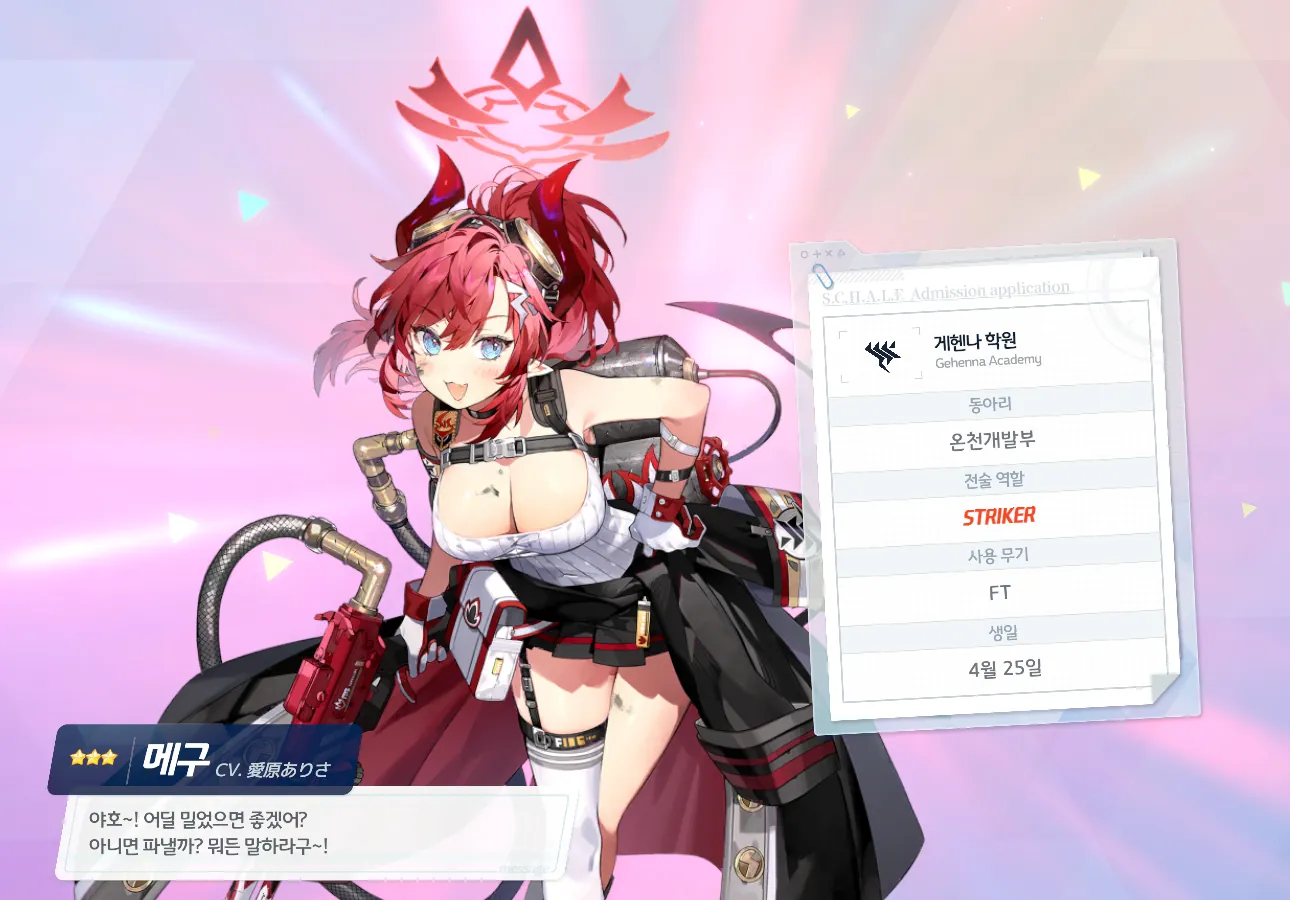 S.C.H.A.L.E Admission application
게헨나 학원
Gehenna Academy
동아리
온천개발부
전술 역할
STRIKER
사용 무기
FT
생일
4월 25일
메구 CV. 愛原ありさ
야호~! 어딜 밀었으면 좋겠어?
아니면 파낼까? 뭐든 말하라구~!
message
FIRE